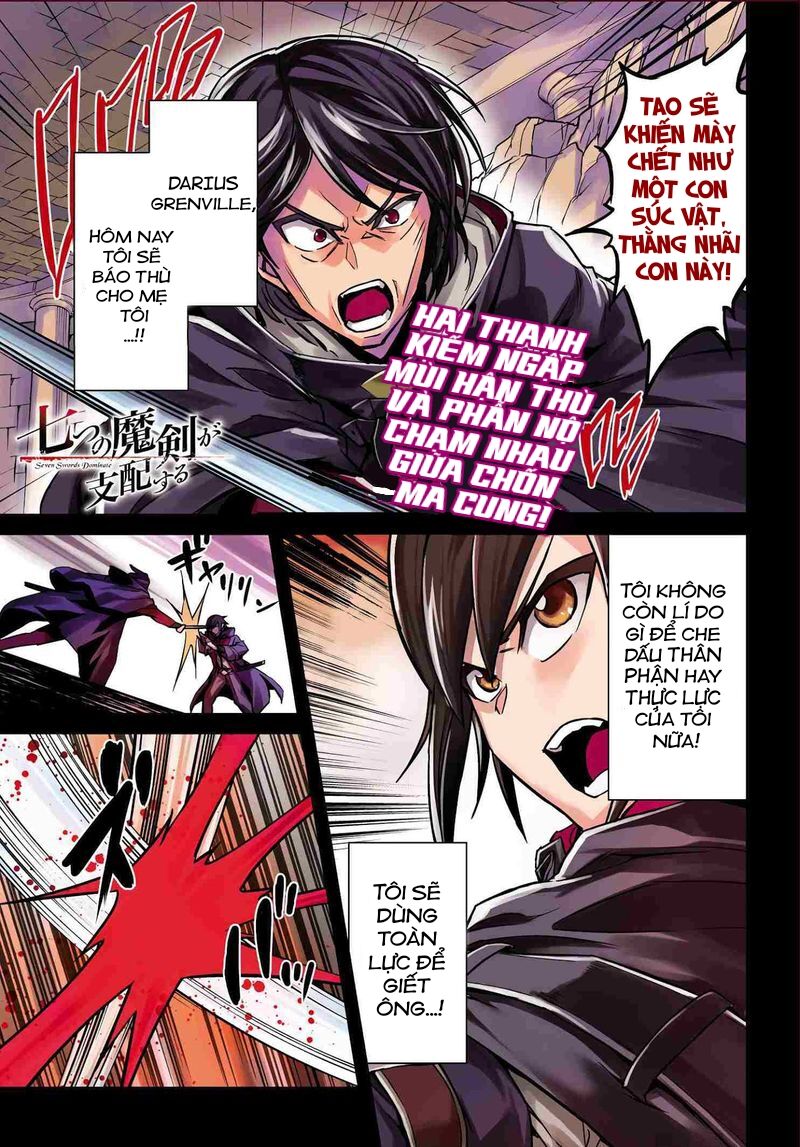 TAO SẼ
KHIẾN MÀY
CHẾT NHƯ
MỘT CON
SÚC VẬT,
THẰNG NHÃI
CON NÀY!
DARIUS
GRENVILLE,
HÔM NAY
TÔI SẼ
BÁO THÙ
CHO MẸ
TÔI
....!!
HAI THANH
KIẾM NGẬP
MÙI HẬN THÙ
VÀ PHẪN NỘ
CHẠM NHAU
GIỮA CHỐN
MA CUNG!
七つの魔剣が
Seven Swords Dominate
支配する
ギャリリン
TÔI KHÔNG
CÒN LÍ DO
GÌ ĐỂ CHE
DẤU THÂN
PHẬN HAY
THỰC LỰC
CỦA TÔI
NỮA!
TÔI SẼ
DÙNG
TOÀN
LỰC ĐỂ
GIẾT
ÔNG...!